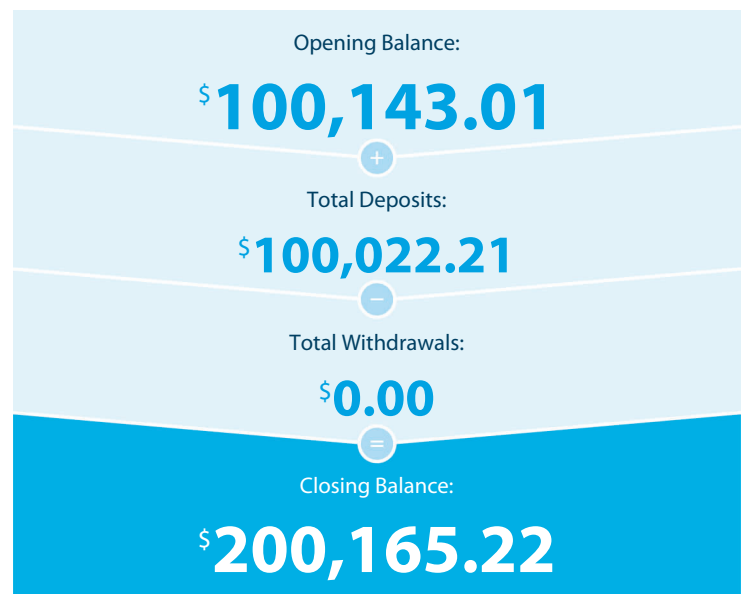 Opening Balance:
$100,143.01
+
Total Deposits:
$100,022.21
−
Total Withdrawals:
$0.00
=
Closing Balance:
$200,165.22